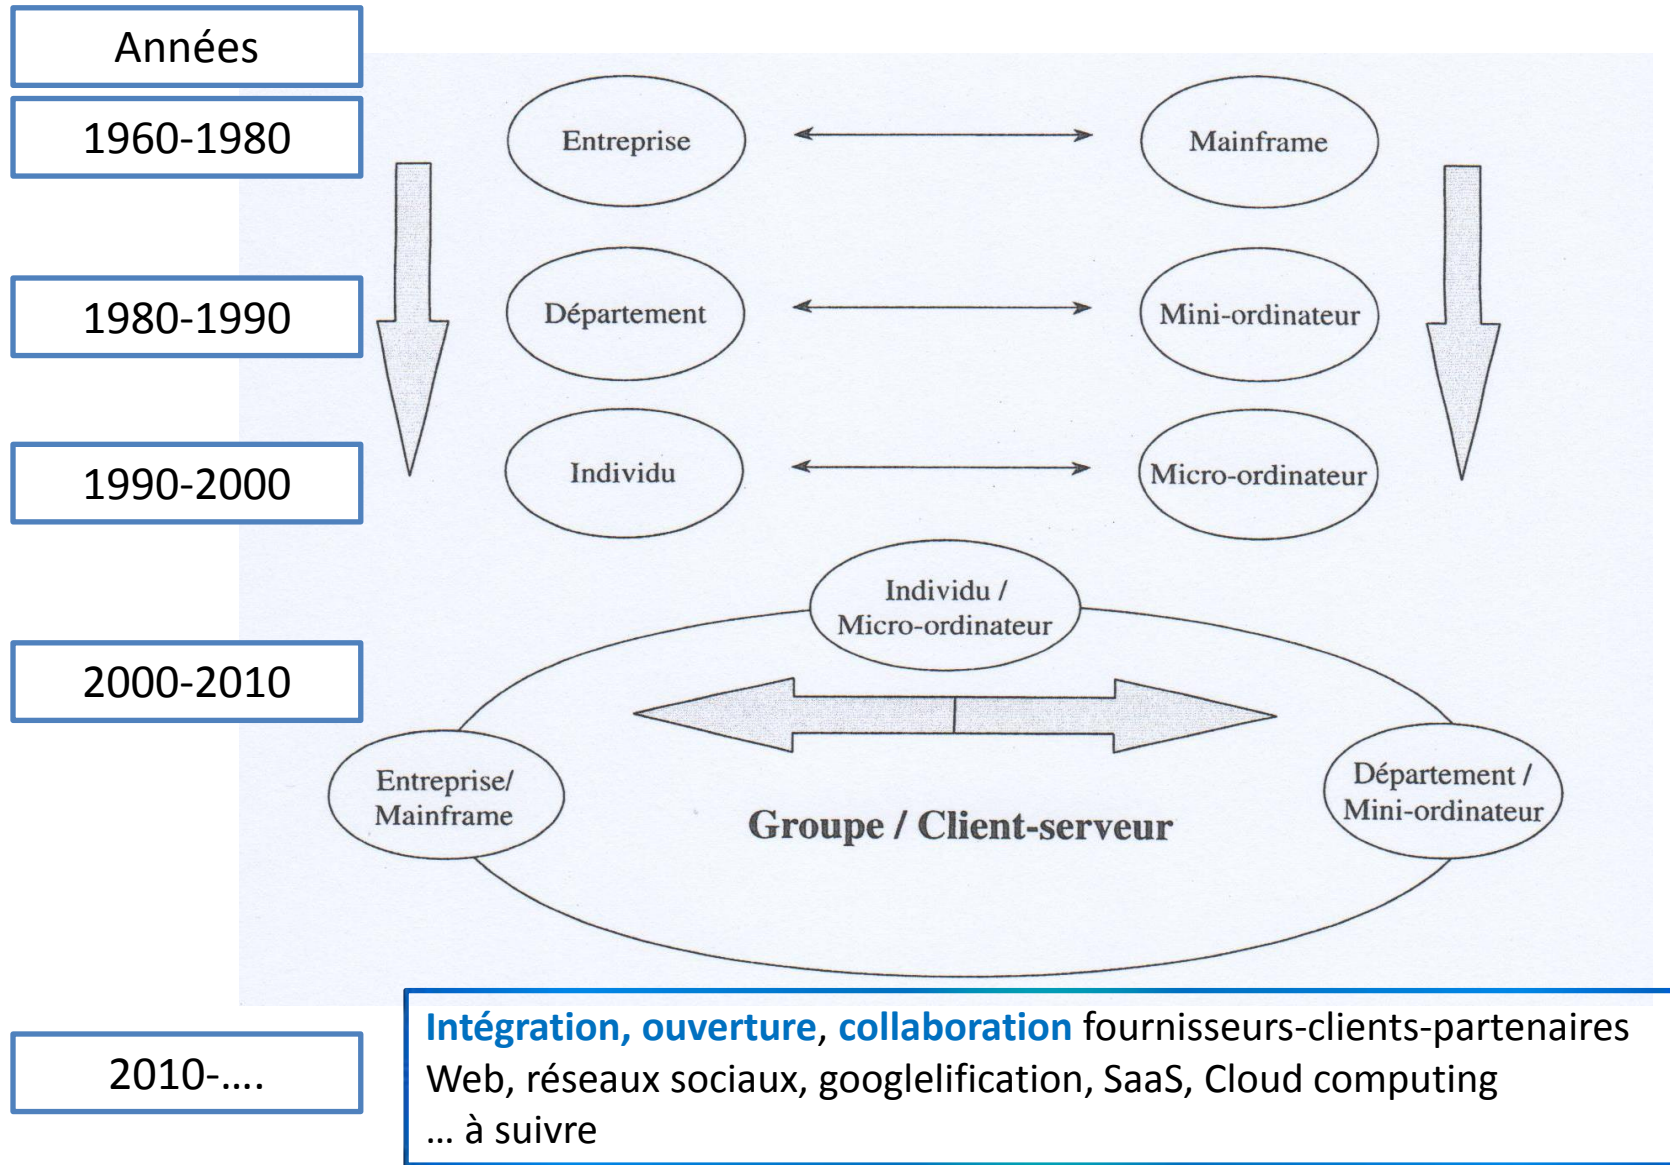 Années
1960-1980
Entreprise
Mainframe
1980-1990
Département
Mini-ordinateur
1990-2000
Individu
Micro-ordinateur
Individu /
Micro-ordinateur
2000-2010
Entreprise/
Mainframe
Groupe / Client-serveur
Département /
Mini-ordinateur
2010-....
Intégration, ouverture, collaboration fournisseurs-clients-partenaires
Web, réseaux sociaux, googlelification, SaaS, Cloud computing
... à suivre